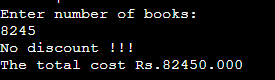 Enter number of books:
8245
No discount !!!
The total cost Rs.82450.000